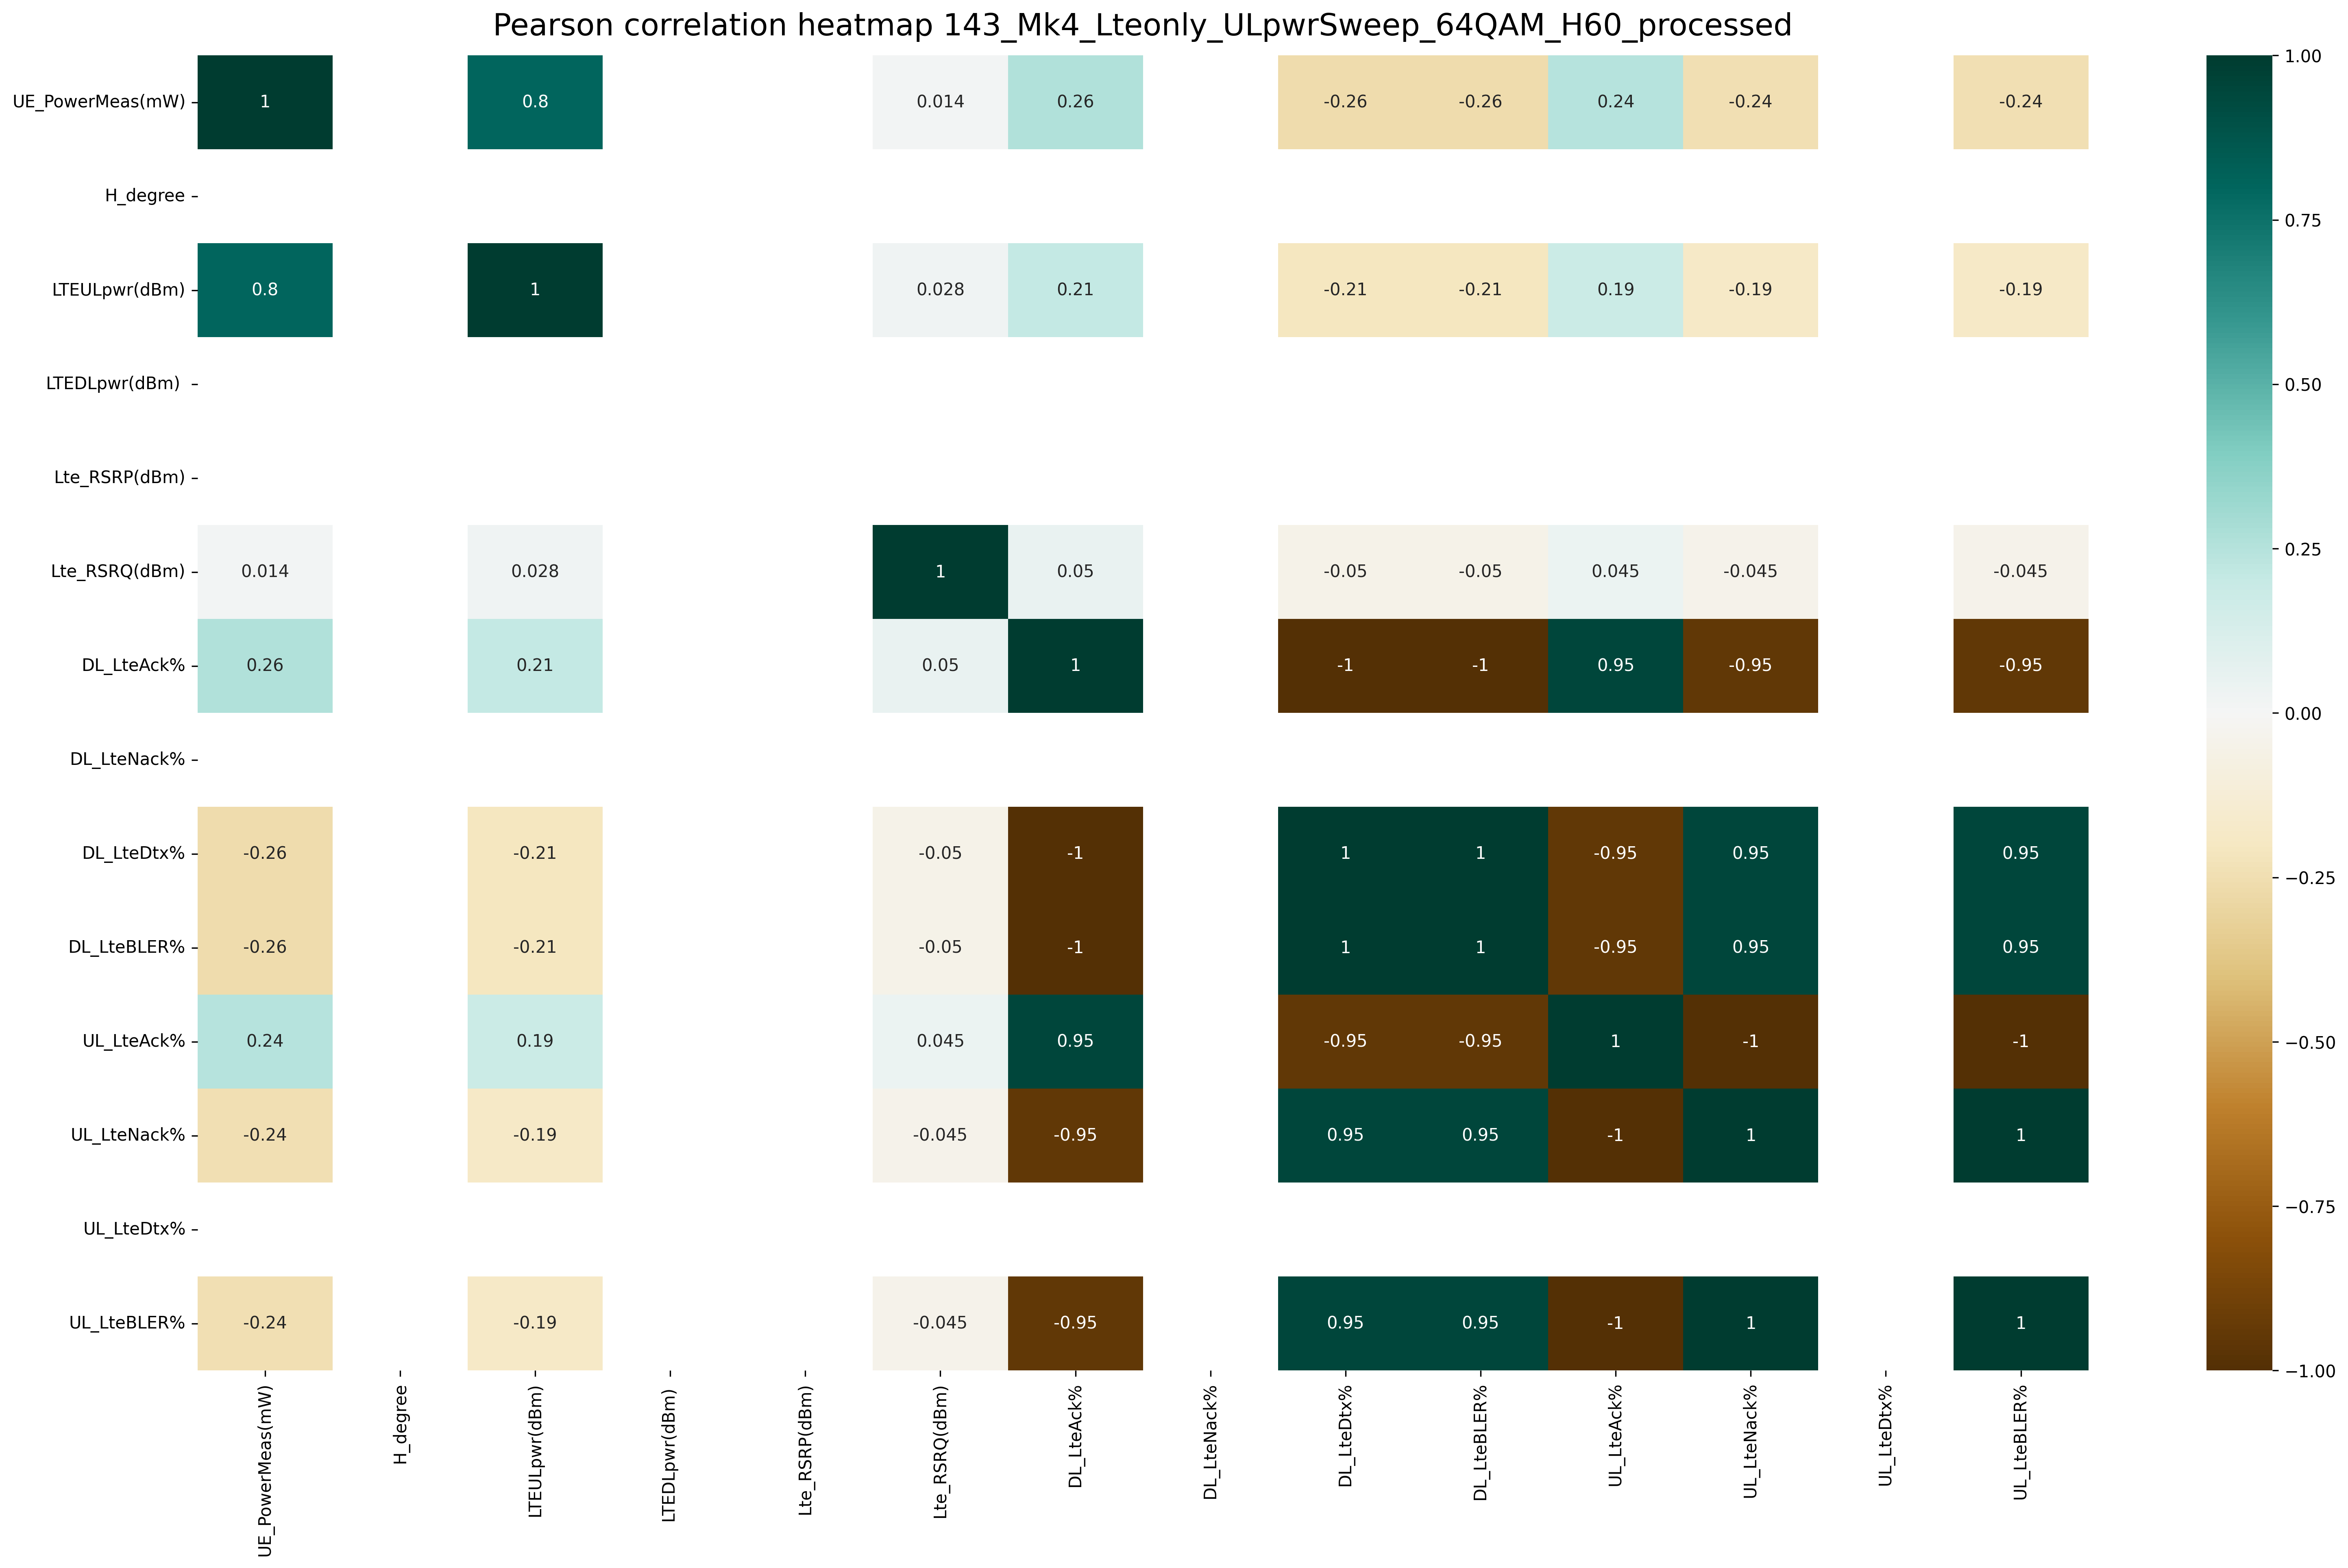 Pearson correlation heatmap 143_Mk4_Lteonly_ULpwrSweep_64QAM_H60_processed
UE_PowerMeas(mW) 1 0.8 0.014 0.26 -0.26 -0.26 0.24 -0.24 -0.24
H_degree
LTEULpwr(dBm) 0.8 1 0.028 0.21 -0.21 -0.21 0.19 -0.19 -0.19
LTEDLpwr(dBm)
Lte_RSRP(dBm)
Lte_RSRQ(dBm) 0.014 0.028 1 0.05 -0.05 -0.05 0.045 -0.045 -0.045
DL_LteAck% 0.26 0.21 0.05 1 -1 -1 0.95 -0.95 -0.95
DL_LteNack%
DL_LteDtx% -0.26 -0.21 -0.05 -1 1 1 -0.95 0.95 0.95
DL_LteBLER% -0.26 -0.21 -0.05 -1 1 1 -0.95 0.95 0.95
UL_LteAck% 0.24 0.19 0.045 0.95 -0.95 -0.95 1 -1 -1
UL_LteNack% -0.24 -0.19 -0.045 -0.95 0.95 0.95 -1 1 1
UL_LteDtx%
UL_LteBLER% -0.24 -0.19 -0.045 -0.95 0.95 0.95 -1 1 1
UE_PowerMeas(mW)
H_degree
LTEULpwr(dBm)
LTEDLpwr(dBm)
Lte_RSRP(dBm)
Lte_RSRQ(dBm)
DL_LteAck%
DL_LteNack%
DL_LteDtx%
DL_LteBLER%
UL_LteAck%
UL_LteNack%
UL_LteDtx%
UL_LteBLER%
1.00
0.75
0.50
0.25
0.00
−0.25
−0.50
−0.75
−1.00